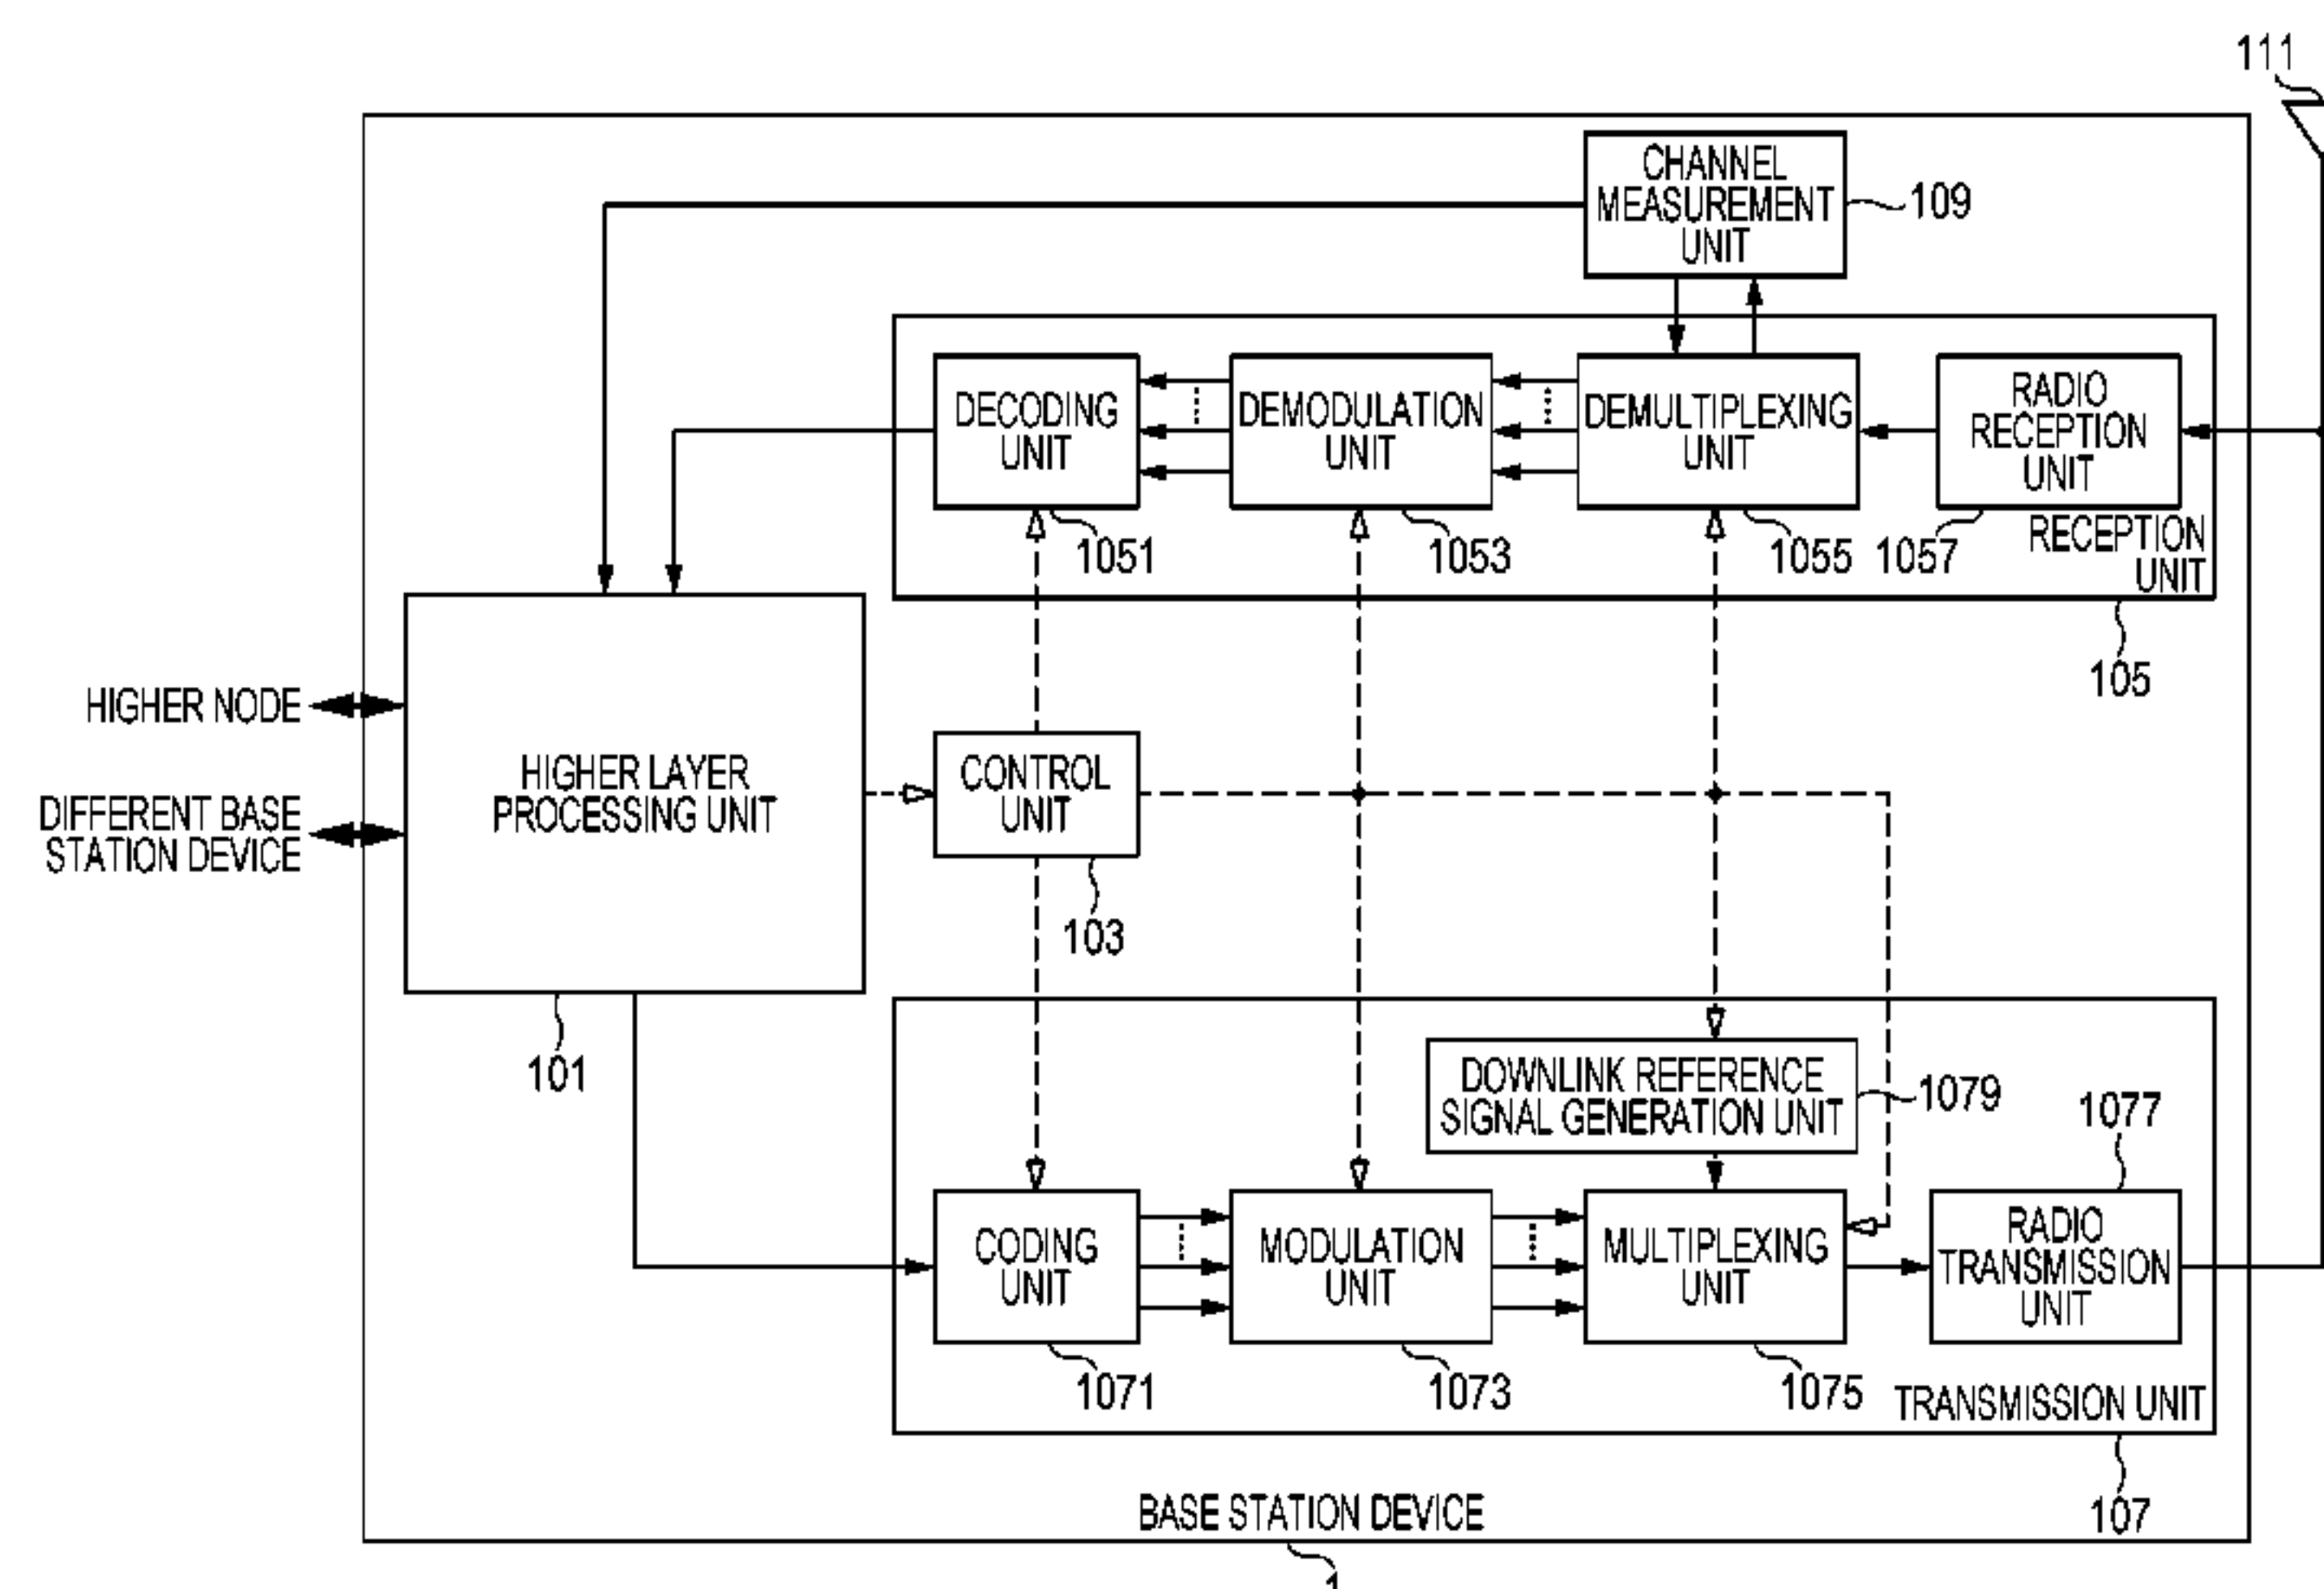 111
CHANNEL
MEASUREMENT
UNIT
109
DECODING
UNIT
1051
DEMODULATION
UNIT
1053
DEMULTIPLEXING
UNIT
1055
RADIO
RECEPTION
UNIT
1057
RECEPTION
UNIT
105
HIGHER NODE
DIFFERENT BASE
STATION DEVICE
HIGHER LAYER
PROCESSING UNIT
101
CONTROL
UNIT
103
DOWNLINK REFERENCE
SIGNAL GENERATION UNIT
1079
1077
CODING
UNIT
1071
MODULATION
UNIT
1073
MULTIPLEXING
UNIT
1075
RADIO
TRANSMISSION
UNIT
TRANSMISSION UNIT
107
BASE STATION DEVICE
1